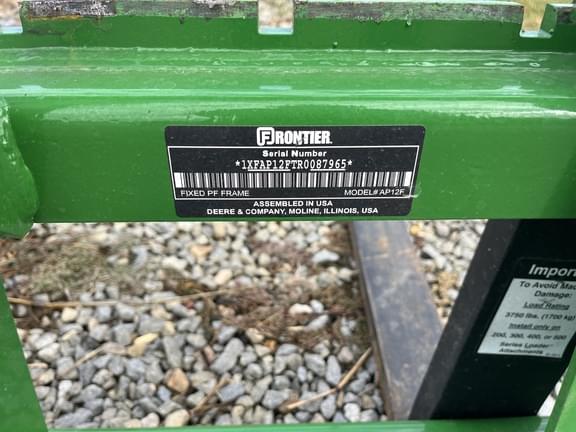 FRONTIER
Serial Number
*1XFAP12FTR0087965*
FIXED PF FRAME MODEL# AP12F
ASSEMBLED IN USA
DEERE & COMPANY, MOLINE, ILLINOIS, USA
Impor
To Avoid Mac
Damage:
Load Rating
3750 lbs. (1700 kg)
Install only on
200, 300, 400, or 500
Series Loader
Attachments